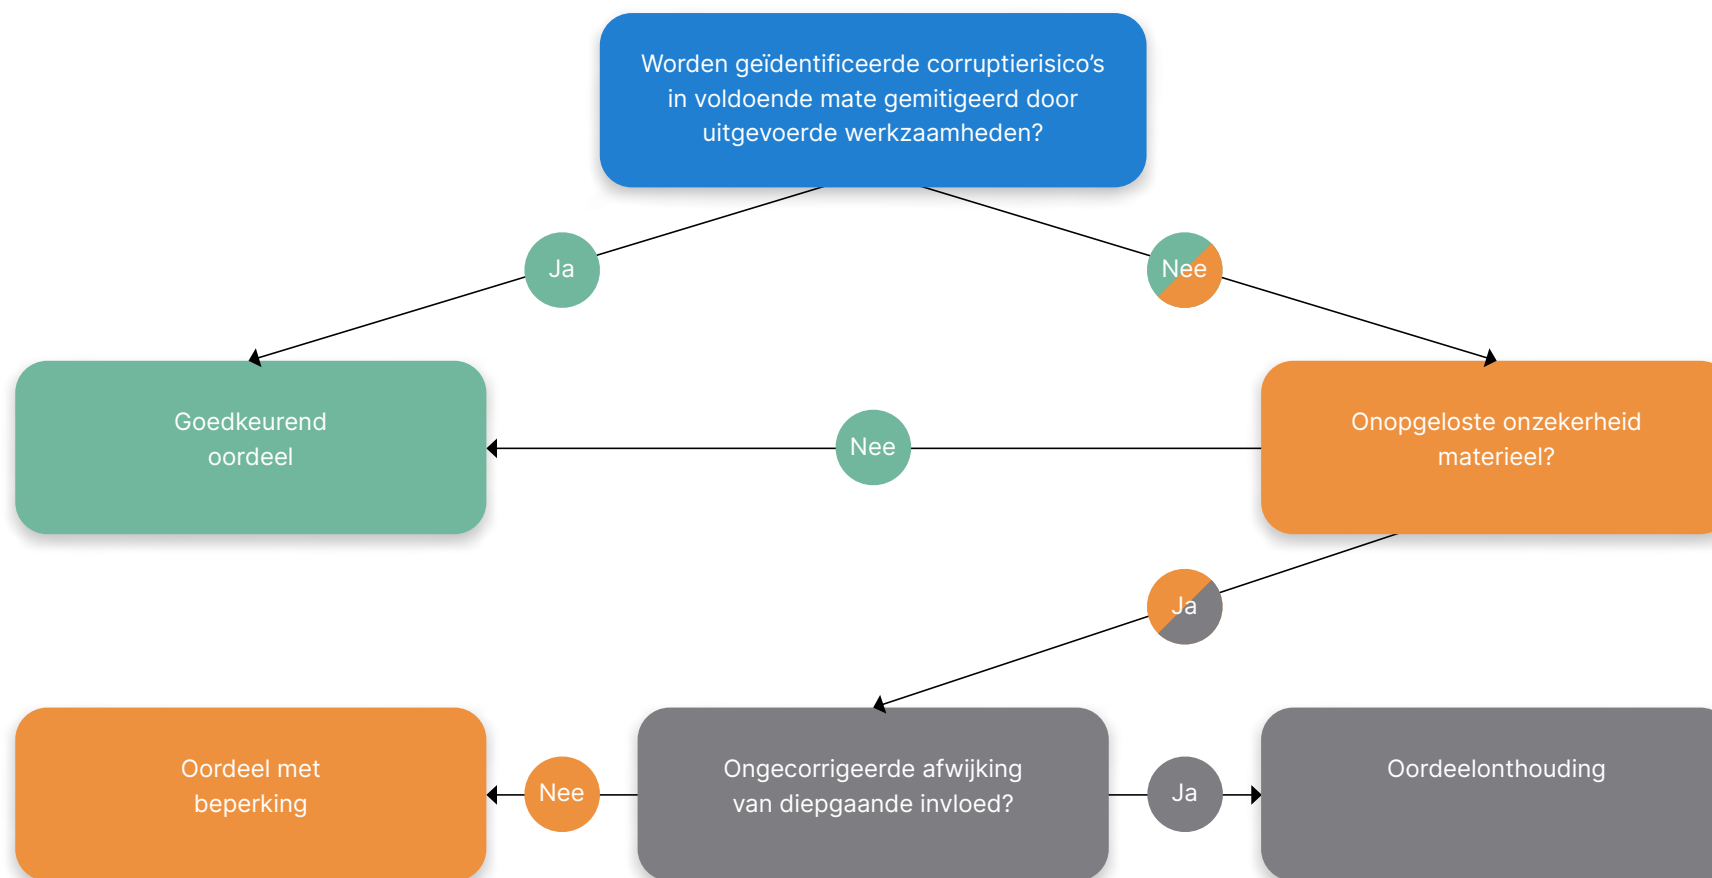 Worden geïdentificeerde corruptierisico’s
in voldoende mate gemitigeerd door
uitgevoerde werkzaamheden?
Ja
Nee
Goedkeurend
oordeel
Nee
Onopgeloste onzekerheid
materieel?
Ja
Oordeel met
beperking
Nee
Ongecorrigeerde afwijking
van diepgaande invloed?
Ja
Oordeelonthouding